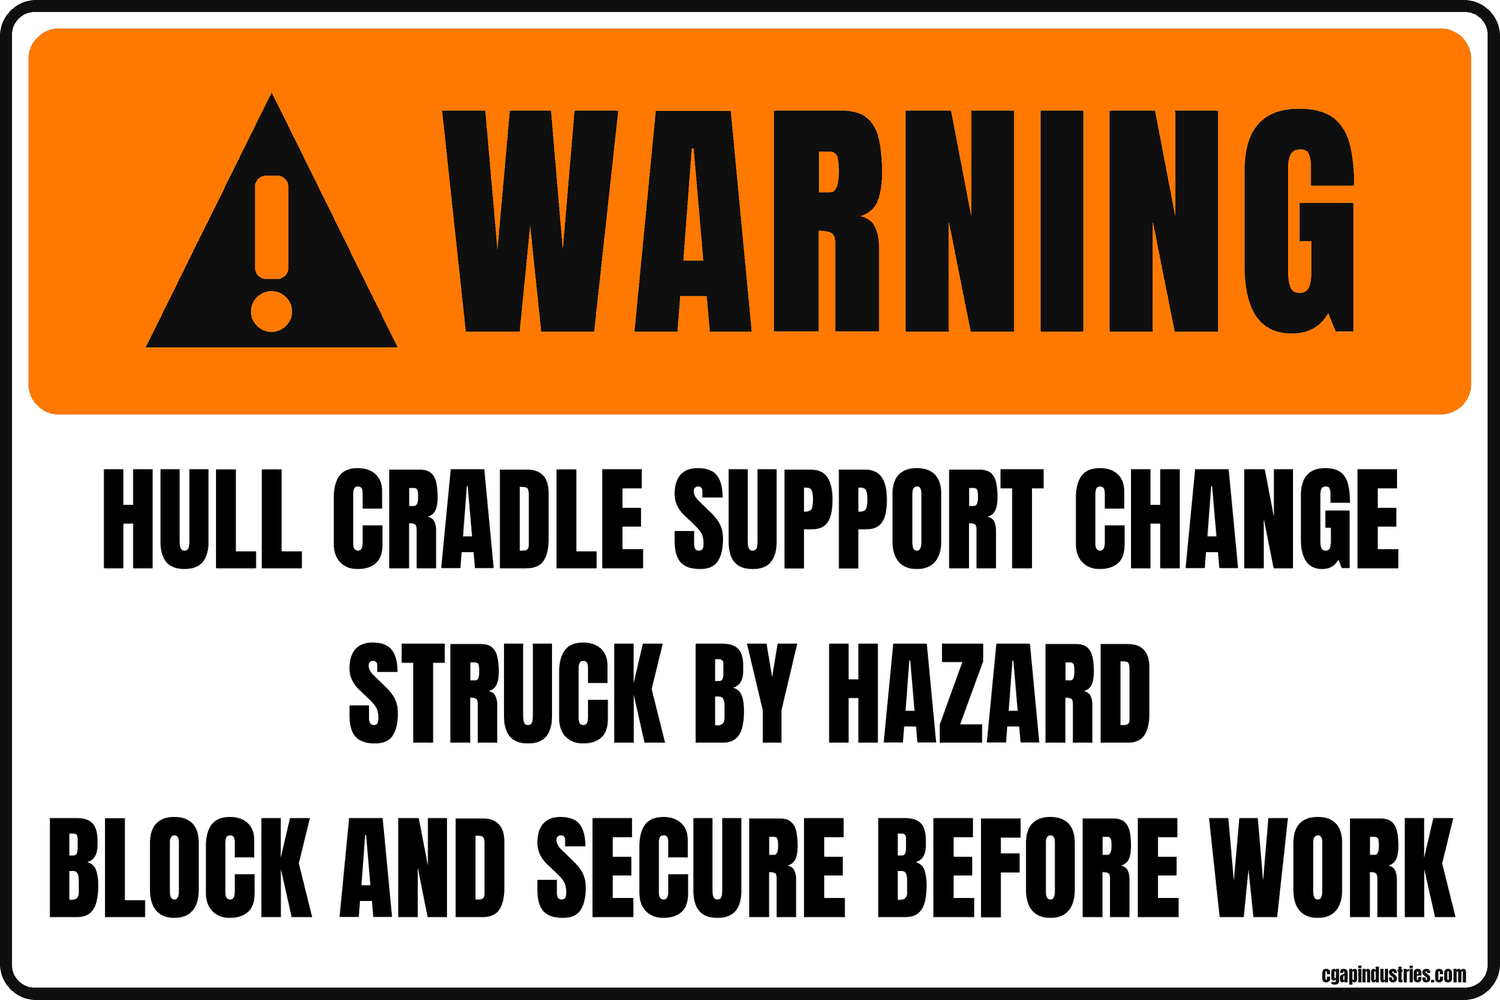 WARNING
HULL CRADLE SUPPORT CHANGE
STRUCK BY HAZARD
BLOCK AND SECURE BEFORE WORK
cgapindustries.com